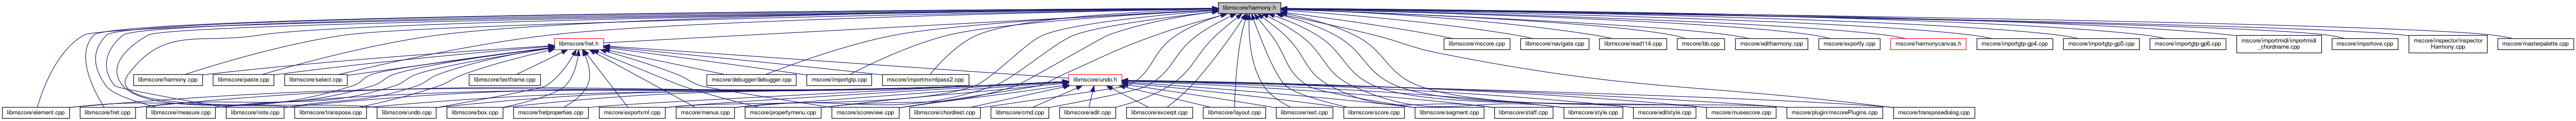 libmscore/harmony.h
libmscore/fret.h
libmscore/mscore.cpp
libmscore/navigate.cpp
libmscore/read114.cpp
mscore/bb.cpp
mscore/editharmony.cpp
mscore/exportly.cpp
mscore/harmonycanvas.h
mscore/importgtp-gp4.cpp
mscore/importgtp-gp5.cpp
mscore/importgtp-gp6.cpp
mscore/importmidi/importmidi
_chordname.cpp
mscore/importove.cpp
mscore/inspector/inspector
Harmony.cpp
mscore/masterpalette.cpp
libmscore/harmony.cpp
libmscore/paste.cpp
libmscore/select.cpp
libmscore/textframe.cpp
mscore/debugger/debugger.cpp
mscore/importgtp.cpp
mscore/importmxmlpass2.cpp
libmscore/undo.h
libmscore/element.cpp
libmscore/fret.cpp
libmscore/measure.cpp
libmscore/note.cpp
libmscore/transpose.cpp
libmscore/undo.cpp
libmscore/box.cpp
mscore/fretproperties.cpp
mscore/exportxml.cpp
mscore/menus.cpp
mscore/propertymenu.cpp
mscore/scoreview.cpp
libmscore/chordrest.cpp
libmscore/cmd.cpp
libmscore/edit.cpp
libmscore/excerpt.cpp
libmscore/layout.cpp
libmscore/rest.cpp
libmscore/score.cpp
libmscore/segment.cpp
libmscore/staff.cpp
libmscore/style.cpp
mscore/editstyle.cpp
mscore/musescore.cpp
mscore/plugin/mscorePlugins.cpp
mscore/transposedialog.cpp